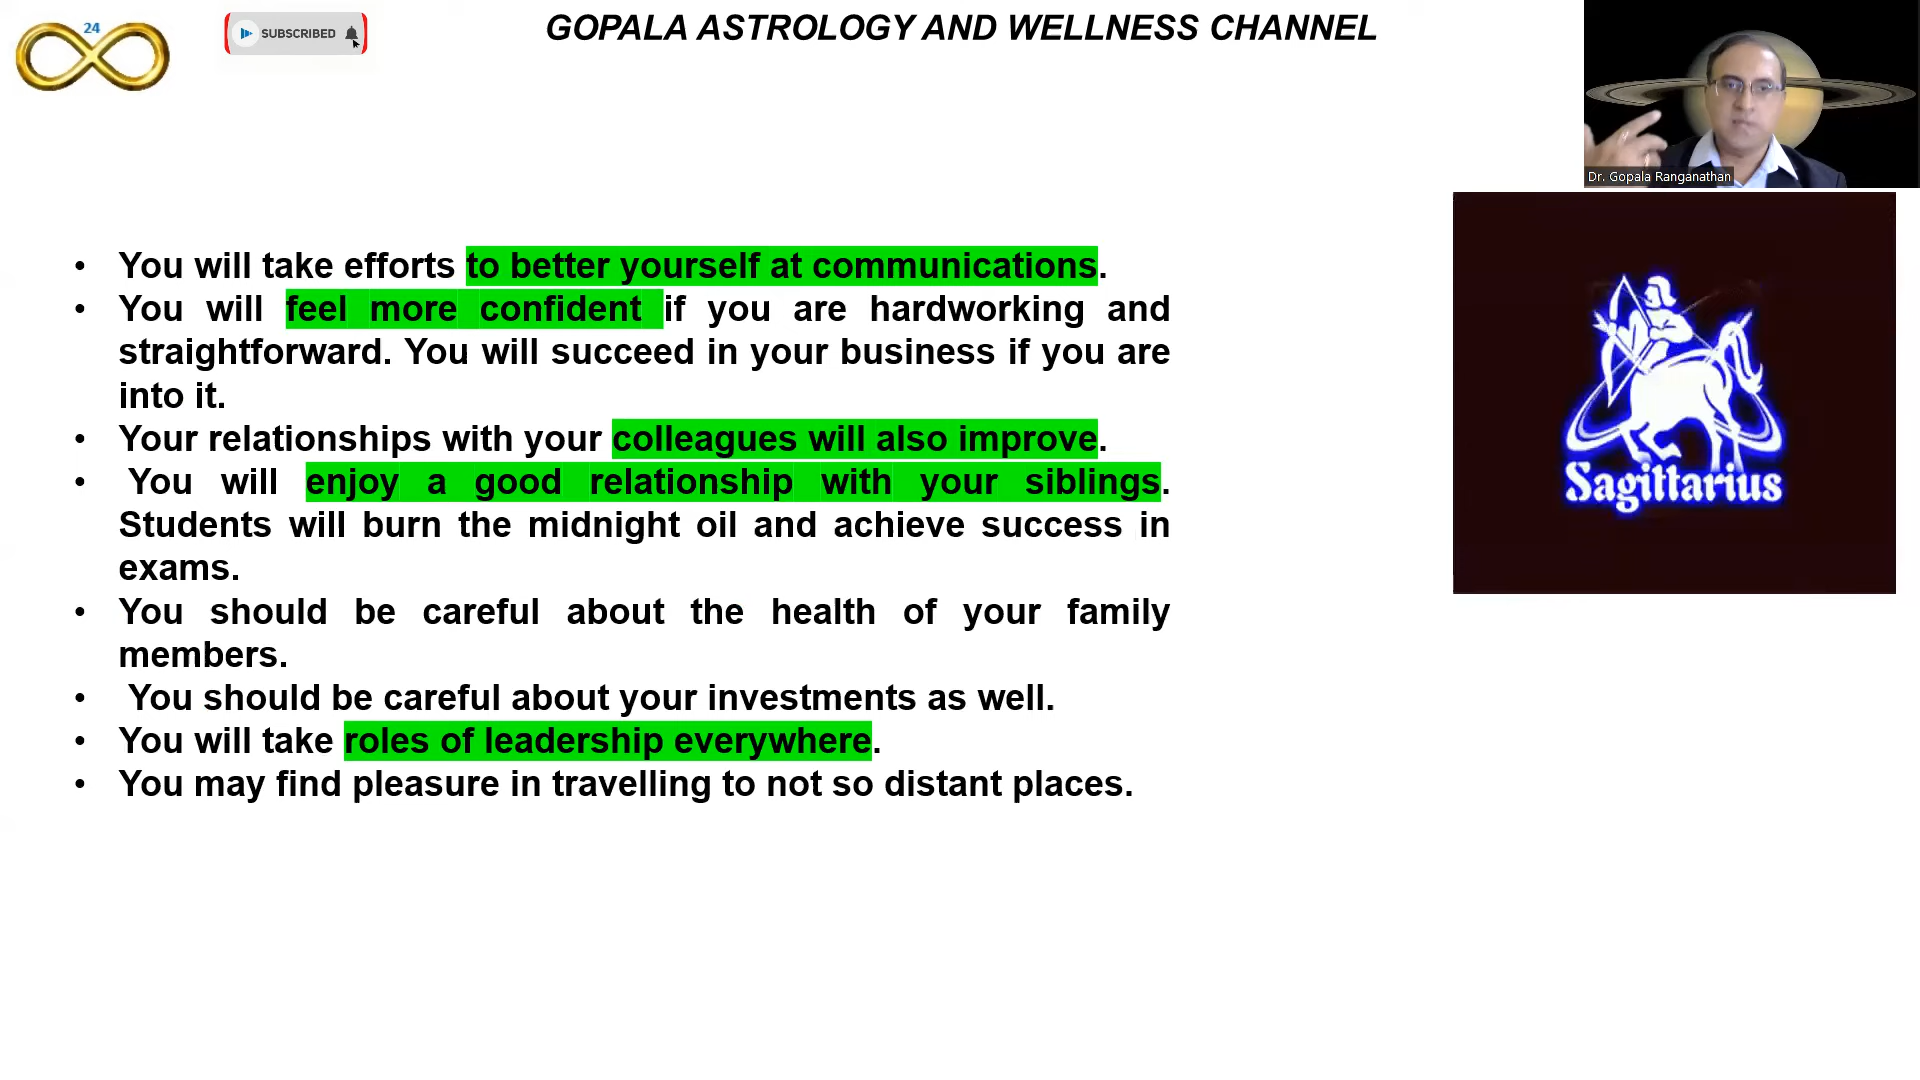 24
SUBSCRIBED
GOPALA ASTROLOGY AND WELLNESS CHANNEL
Dr. Gopala Ranganathan
• You will take efforts to better yourself at communications.
• You will feel more confident if you are hardworking and
straightforward. You will succeed in your business if you are
into it.
• Your relationships with your colleagues will also improve.
• You will enjoy a good relationship with your siblings.
Students will burn the midnight oil and achieve success in
exams.
• You should be careful about the health of your family
members.
• You should be careful about your investments as well.
• You will take roles of leadership everywhere.
• You may find pleasure in travelling to not so distant places.
Sagittarius